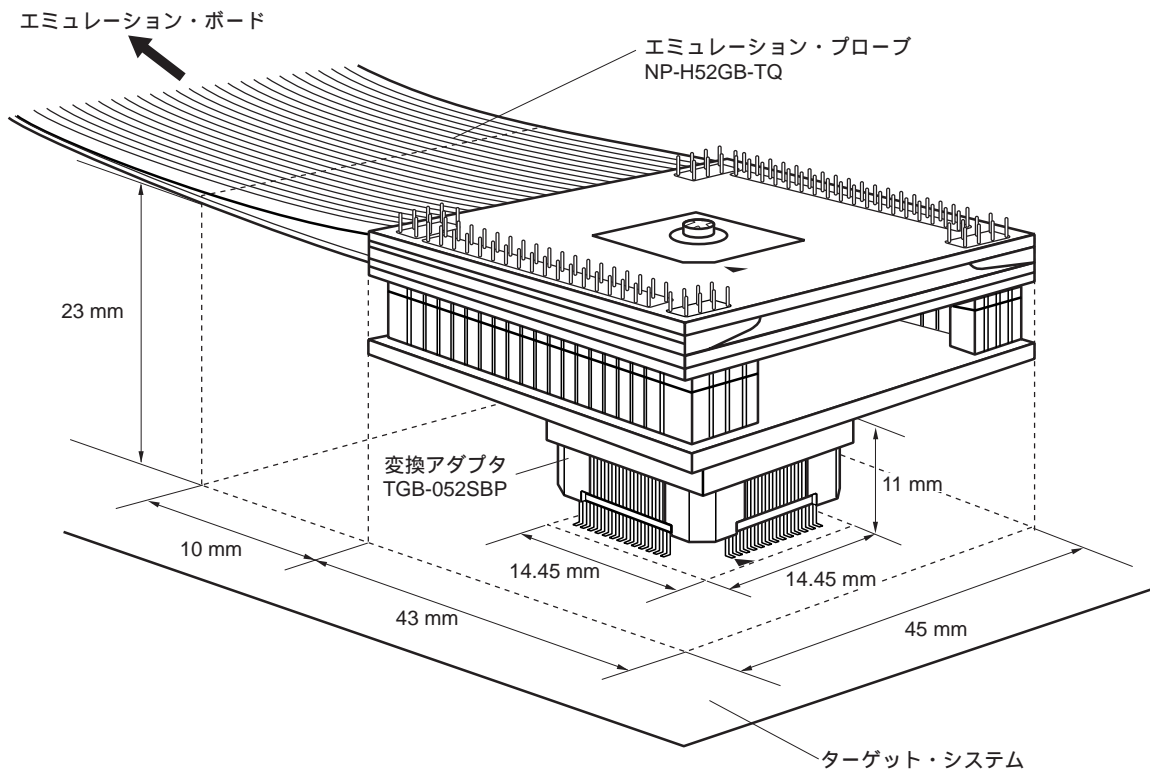 エミュレーション・ボード
エミュレーション・プローブ
NP-H52GB-TQ
23 mm
変換アダプタ
TGB-052SBP
11 mm
10 mm
14.45 mm
14.45 mm
43 mm
45 mm
ターゲット・システム